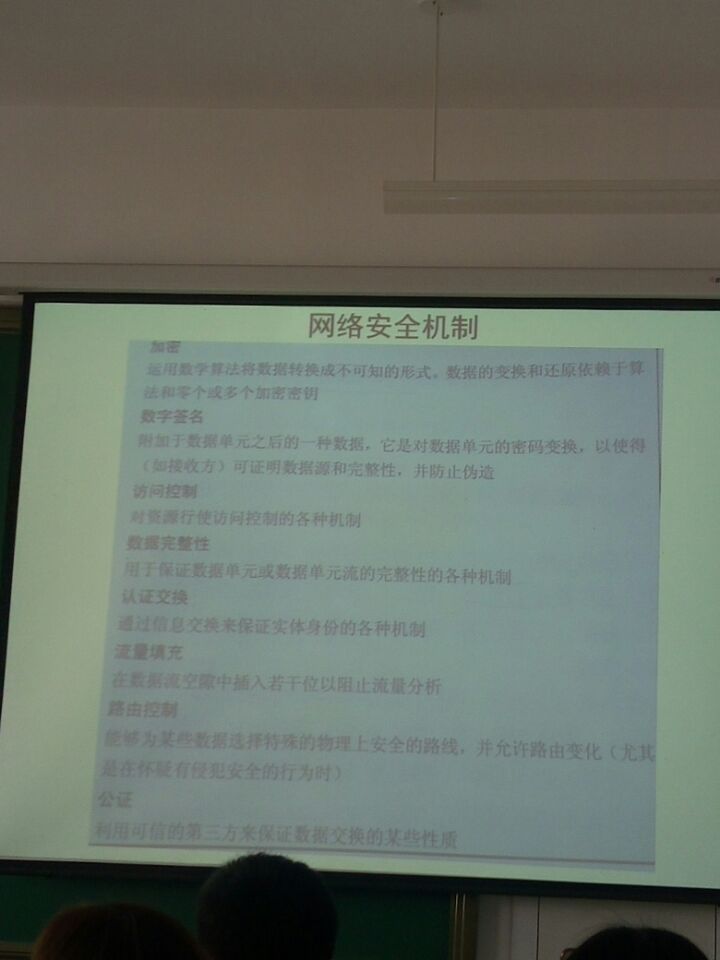 网络安全机制
加密
运用数学算法将数据转换成不可知的形式。数据的变换和还原依赖于算
法和零个或多个加密密钥
数字签名
附加于数据单元之后的一种数据，它是对数据单元的密码变换，以使得
（如接收方）可证明数据源和完整性，并防止伪造
访问控制
对资源行使访问控制的各种机制
数据完整性
用于保证数据单元或数据单元流的完整性的各种机制
认证交换
通过信息交换来保证实体身份的各种机制
流量填充
在数据流空隙中插入若干位以阻止流量分析
路由控制
能够为某些数据选择特殊的物理上安全的路线，并允许路由变化（尤其
是在怀疑有侵犯安全的行为时）
公证
利用可信的第三方来保证数据交换的某些性质